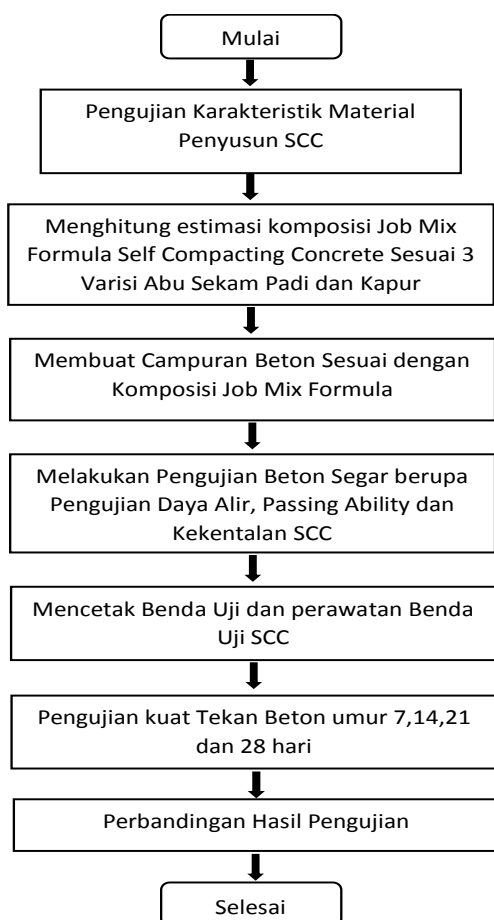 Mulai
Pengujian Karakteristik Material
Penyusun SCC
Menghitung estimasi komposisi Job Mix
Formula Self Compacting Concrete Sesuai 3
Varisi Abu Sekam Padi dan Kapur
Membuat Campuran Beton Sesuai dengan
Komposisi Job Mix Formula
Melakukan Pengujian Beton Segar berupa
Pengujian Daya Alir, Passing Ability dan
Kekentalan SCC
Mencetak Benda Uji dan perawatan Benda
Uji SCC
Pengujian kuat Tekan Beton umur 7,14,21
dan 28 hari
Perbandingan Hasil Pengujian
Selesai